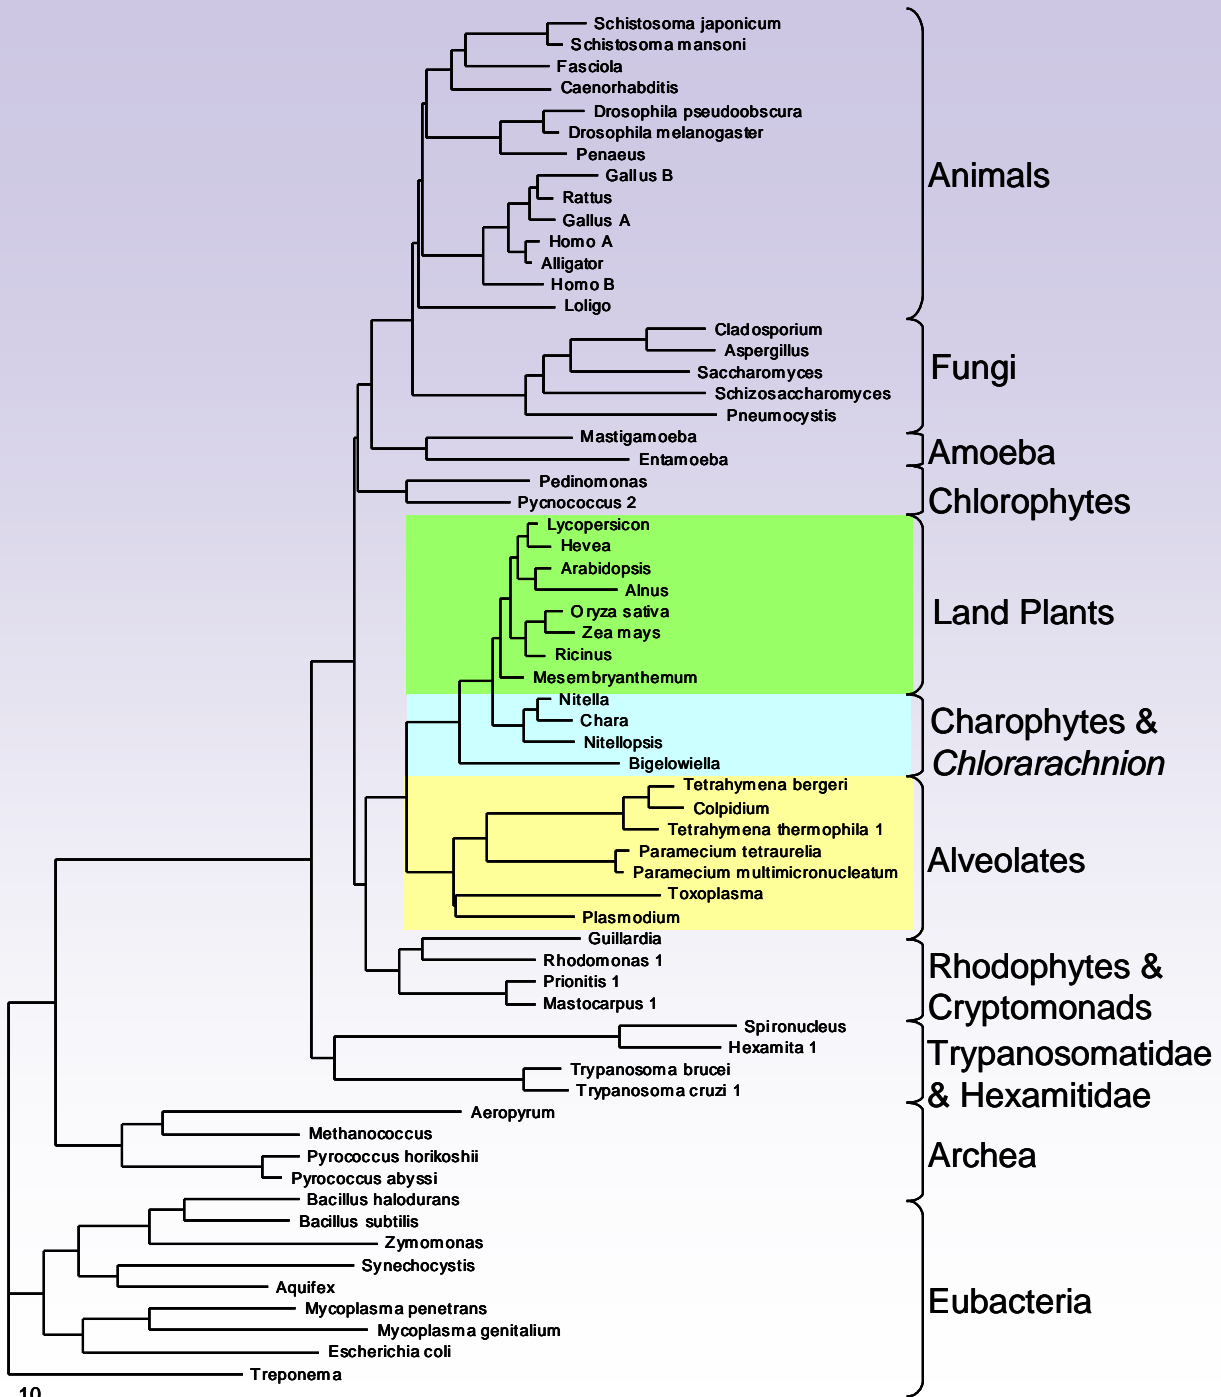 Schistosoma japonicum
Schistosoma mansoni
Fasciola
Caenorhabditis
Drosophila pseudoobscura
Drosophila melanogaster
Penaeus
Gallus B
Rattus
Gallus A
Homo A
Alligator
Homo B
Loligo
Animals
Cladosporium
Aspergillus
Saccharomyces
Schizosaccharomyces
Pneumocystis
Fungi
Mastigamoeba
Entamoeba
Amoeba
Pedinomonas
Pycnococcus 2
Chlorophytes
Lycopersicon
Hevea
Arabidopsis
Alnus
Oryza sativa
Zea mays
Ricinus
Mesembryanthemum
Land Plants
Nitella
Chara
Nitellopsis
Bigelowiella
Charophytes &
Chlorarachnion
Tetrahymena bergeri
Colpidium
Tetrahymena thermophila 1
Paramecium tetraurelia
Paramecium multimicronucleatum
Toxoplasma
Plasmodium
Alveolates
Guillardia
Rhodomonas 1
Prionitis 1
Mastocarpus 1
Rhodophytes &
Cryptomonads
Spironucleus
Hexamita 1
Trypanosoma brucei
Trypanosoma cruzi 1
Trypanosomatidae
& Hexamitidae
Aeropyrum
Methanococcus
Pyrococcus horikoshii
Pyrococcus abyssi
Archea
Bacillus halodurans
Bacillus subtilis
Zymomonas
Synechocystis
Aquifex
Mycoplasma penetrans
Mycoplasma genitalium
Escherichia coli
Treponema
Eubacteria
10